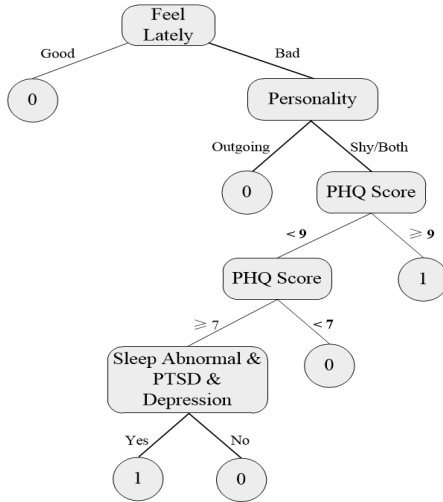 Feel
Lately
Good
Bad
0
Personality
Outgoing
Shy/Both
0
PHQ Score
< 9
≥ 9
PHQ Score
1
≥ 7
< 7
Sleep Abnormal &
PTSD &
Depression
0
Yes
No
1
0